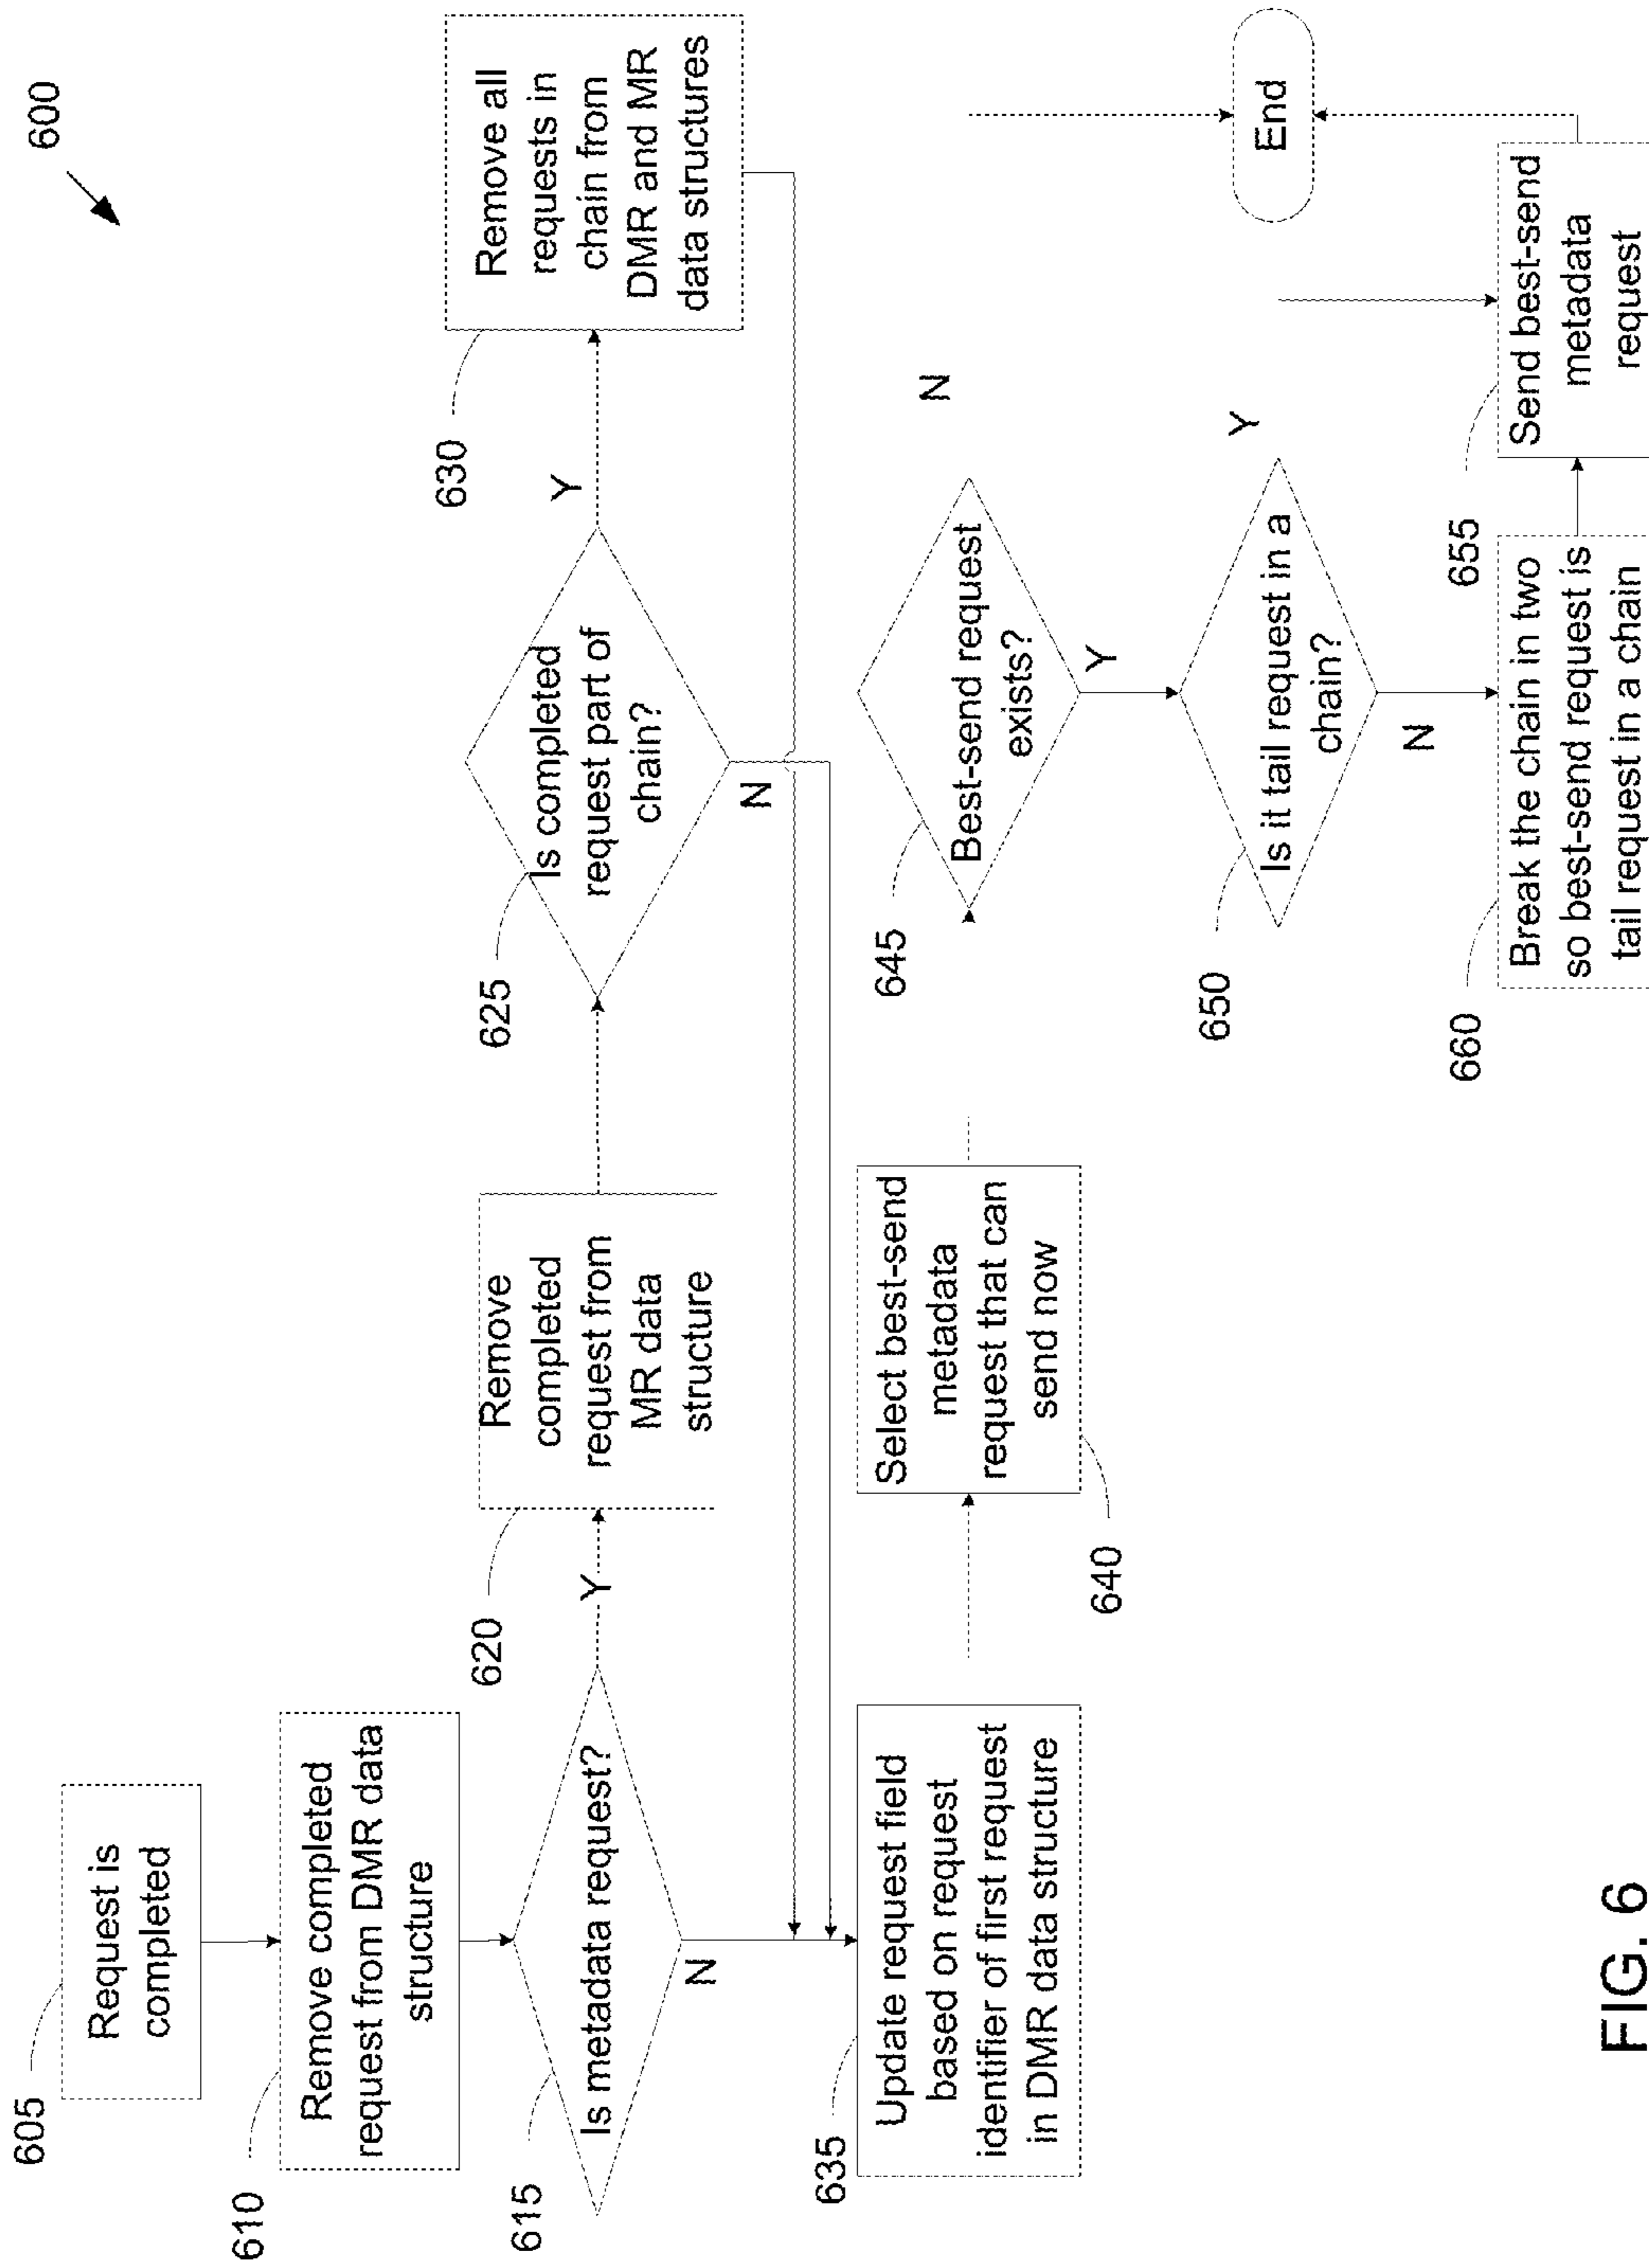 600
605
Request is
completed
610
Remove completed
request from DMR data
structure
615
Is metadata request?
Y
N
620
Remove
completed
request from
MR data
structure
625
Is completed
request part of
chain?
Y
N
630
Remove all
requests in
chain from
DMR and MR
data structures
635
Update request field
based on request
identifier of first request
in DMR data structure
640
Select best-send
metadata
request that can
send now
645
Best-send request
exists?
N
Y
650
Is it tail request in a
chain?
Y
N
660
Break the chain in two
so best-send request is
tail request in a chain
655
Send best-send
metadata
request
End
FIG. 6